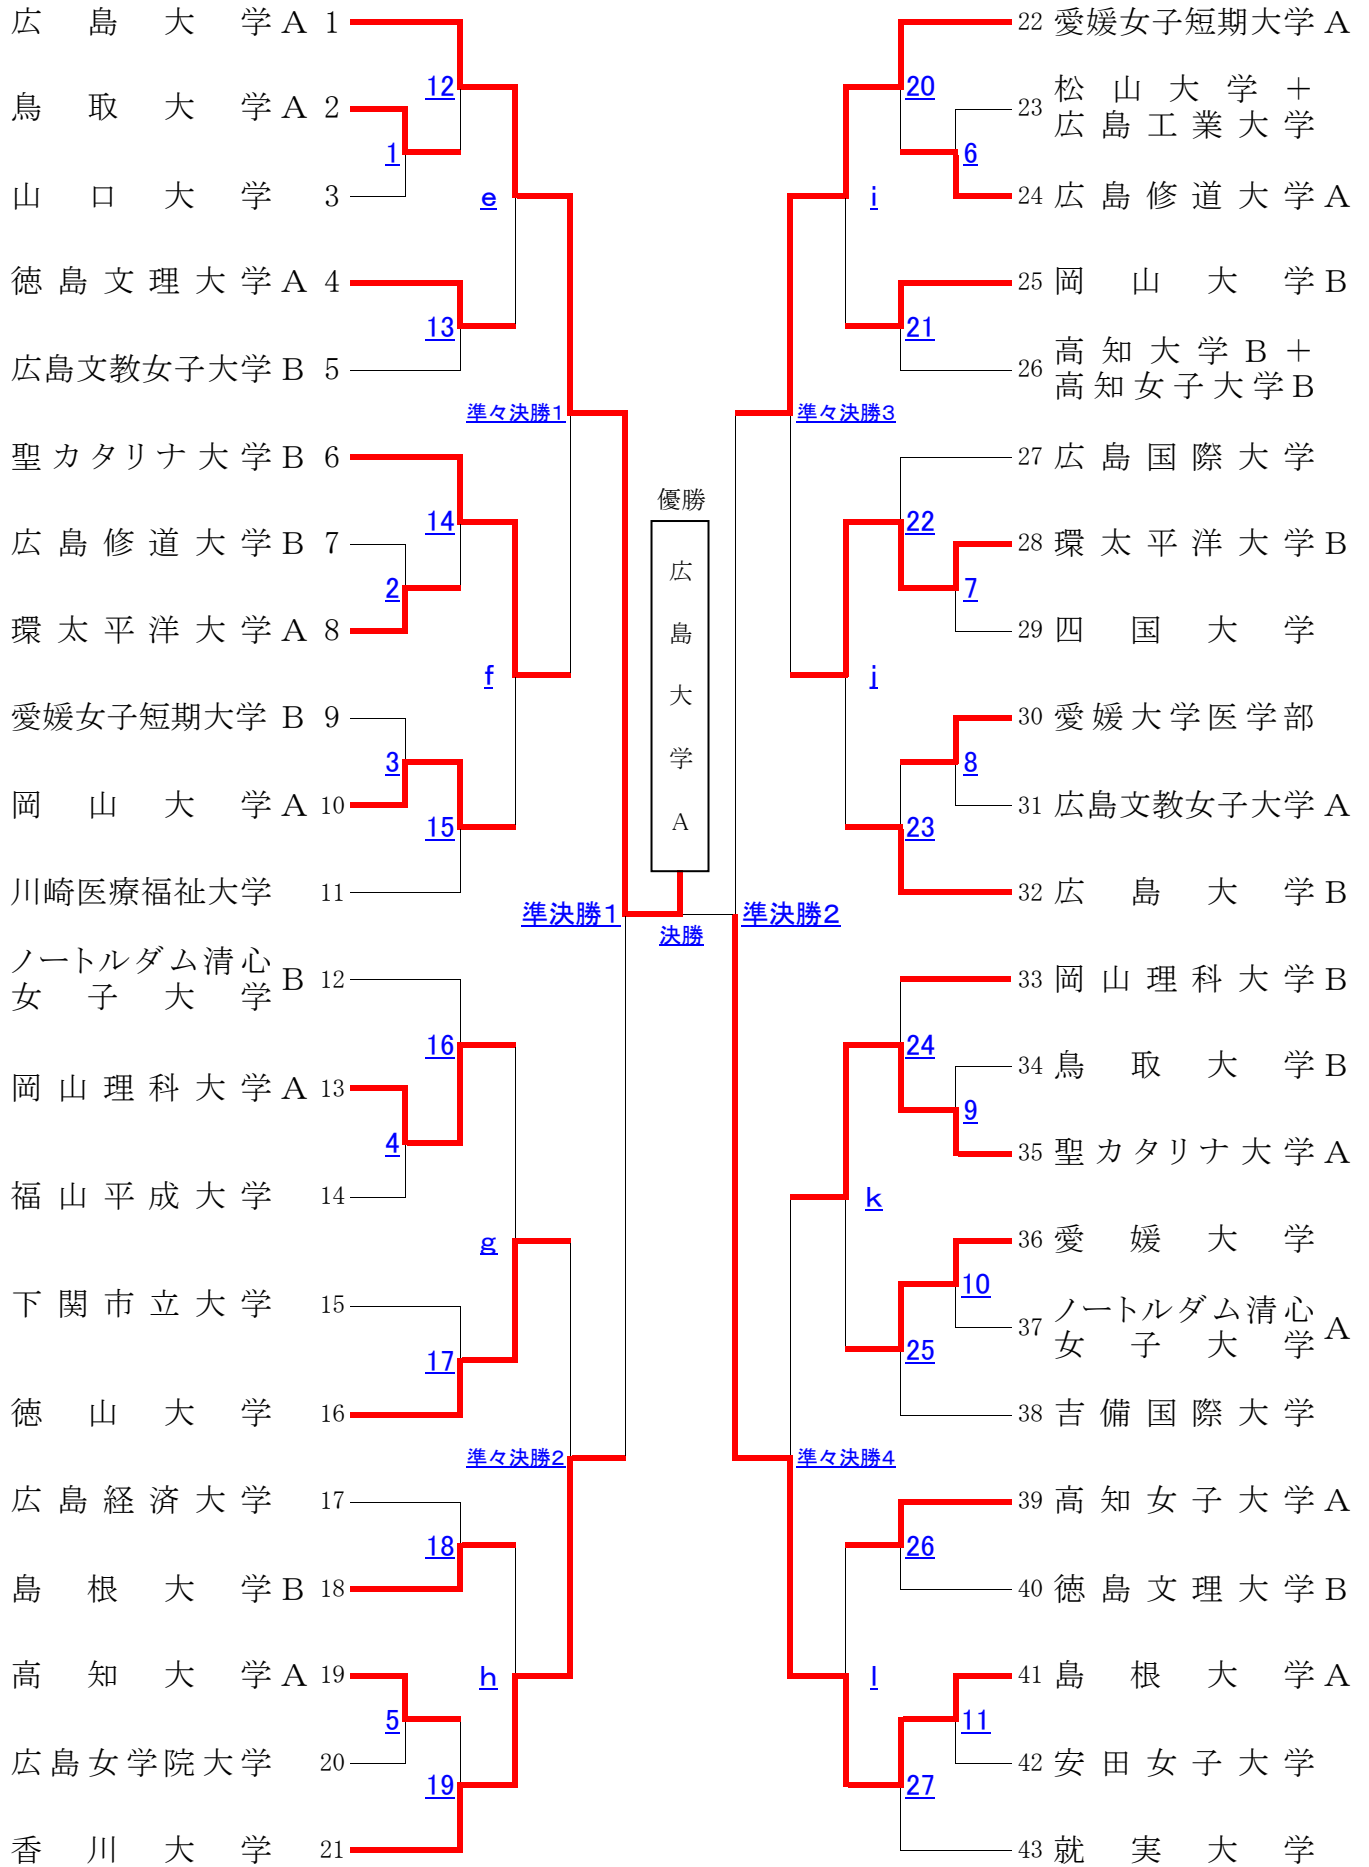 広島大学A 1
12
鳥取大学A 2
1
山口大学 3
e
徳島文理大学A 4
13
広島文教女子大学B 5
準々決勝1
聖カタリナ大学B 6
14
広島修道大学B 7
2
環太平洋大学A 8
f
愛媛女子短期大学B 9
3
岡山大学A 10
15
川崎医療福祉大学 11
準決勝1
ノートルダム清心
女子大学 B 12
16
岡山理科大学A 13
4
福山平成大学 14
g
下関市立大学 15
17
徳山大学 16
準々決勝2
広島経済大学 17
18
島根大学B 18
高知大学A 19
h
5
広島女学院大学 20
19
香川大学 21
優勝
広島大学A
決勝
22 愛媛女子短期大学A
20
23 松山大学+
広島工業大学
6
24 広島修道大学A
i
25 岡山大学B
21
26 高知大学B+
高知女子大学B
準々決勝3
27 広島国際大学
22
28 環太平洋大学B
7
29 四国大学
j
30 愛媛大学医学部
8
31 広島文教女子大学A
23
32 広島大学B
準決勝2
33 岡山理科大学B
24
34 鳥取大学B
9
35 聖カタリナ大学A
k
36 愛媛大学
10
37 ノートルダム清心
女子大学 A
25
38 吉備国際大学
準々決勝4
39 高知女子大学A
26
40 徳島文理大学B
l
41 島根大学A
11
42 安田女子大学
27
43 就実大学